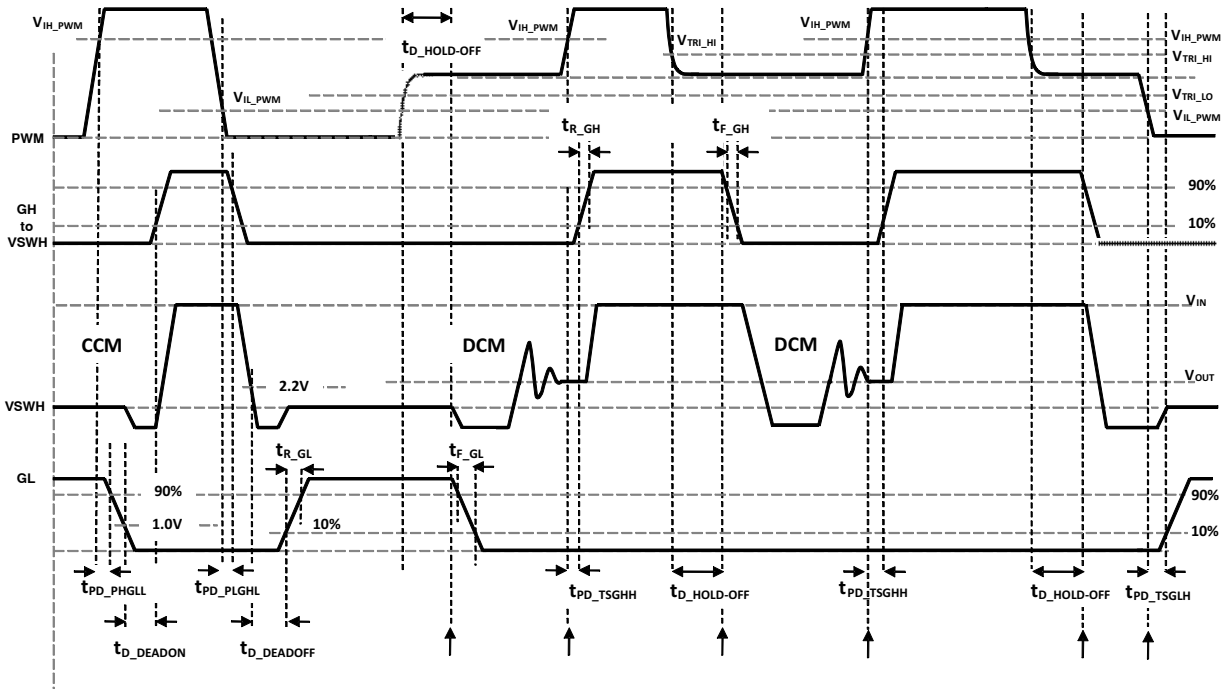 VIH_PWM
tD_HOLD-OFF
VIH_PWM
VTRI_HI
VIH_PWM
VIH_PWM
VTRI_HI
VIL_PWM
VTRI_LO
VIL_PWM
PWM
tR_GH
tF_GH
90%
GH
to
VSWH
10%
VIN
CCM
DCM
DCM
2.2V
VOUT
VSWH
tR_GL
tF_GL
GL
90%
90%
1.0V
10%
10%
tPD_PHGLL
tPD_PLGHL
tPD_TSGHH
tD_HOLD-OFF
tPD_TSGHH
tD_HOLD-OFF
tPD_TSGLH
tD_DEADON
tD_DEADOFF